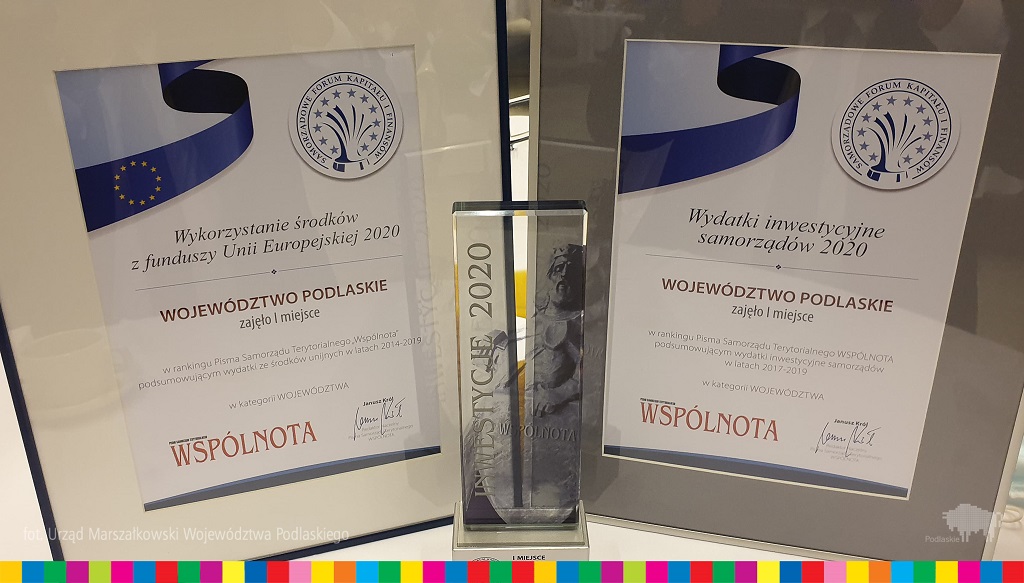 SAMORZĄDOWE FORUM KAPITAŁU I FINANSÓW
Wykorzystanie środków
z funduszy Unii Europejskiej 2020
WOJEWÓDZTWO PODLASKIE
zajęło I miejsce
w rankingu Pisma Samorządu Terytorialnego „Wspólnota”
podsumowującym wydatki ze środków unijnych w latach 2014-2019
w kategorii WOJEWÓDZTWA
Janusz Król
WSPÓLNOTA
INWESTYCJE 2020
WSPÓLNOTA
I MIEJSCE
SAMORZĄDOWE FORUM KAPITAŁU I FINANSÓW
Wydatki inwestycyjne
samorządów 2020
WOJEWÓDZTWO PODLASKIE
zajęło I miejsce
w rankingu Pisma Samorządu Terytorialnego WSPÓLNOTA
podsumowującym wydatki inwestycyjne samorządów
w latach 2017-2019
w kategorii WOJEWÓDZTWA
Janusz Król
WSPÓLNOTA
fot. Urząd Marszałkowski Województwa Podlaskiego
Podlaskie